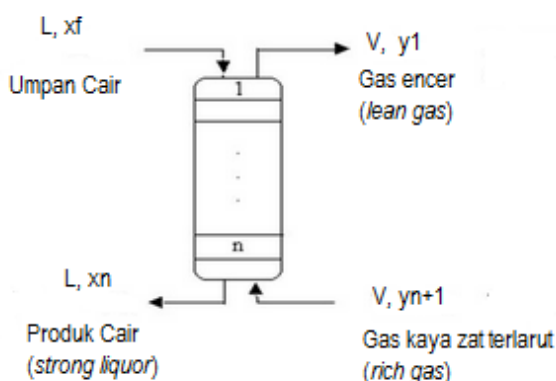 L, xf
Umpan Cair
V, y1
Gas encer
(lean gas)
1
n
L, xn
Produk Cair
(strong liquor)
V, yn+1
Gas kaya zat terlarut
(rich gas)